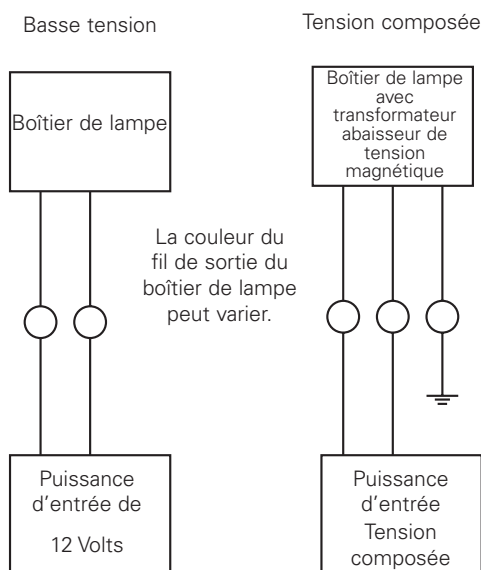 Basse tension
Boîtier de lampe
Puissance
d’entrée de
12 Volts
La couleur du
fil de sortie du
boîtier de lampe
peut varier.
Tension composée
Boîtier de lampe
avec
transformateur
abaisseur de
tension
magnétique
Puissance
d’entrée
Tension
composée